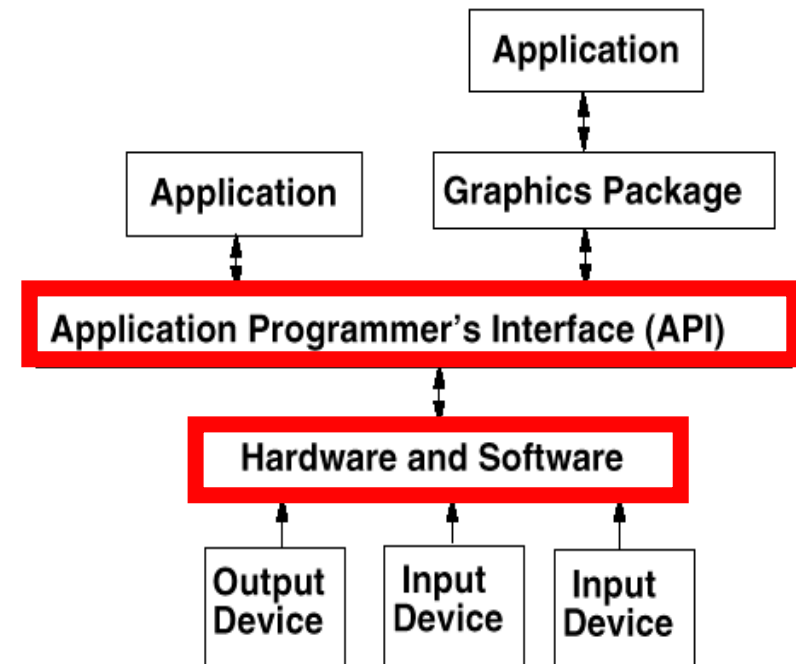 Application
Application
Graphics Package
Application Programmer's Interface (API)
Hardware and Software
Output
Device
Input
Device
Input
Device